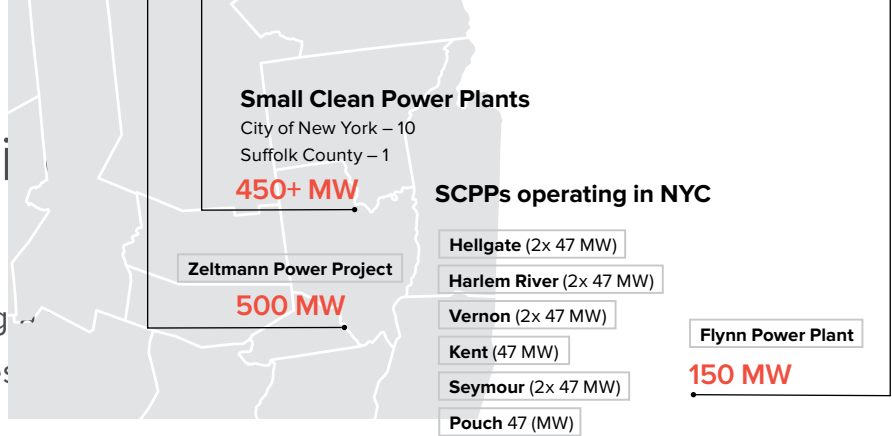 Small Clean Power Plants
City of New York – 10
Suffolk County – 1
450+ MW
Zeltmann Power Project
500 MW
SCPPs operating in NYC
Hellgate (2x 47 MW)
Harlem River (2x 47 MW)
Vernon (2x 47 MW)
Kent (47 MW)
Seymour (2x 47 MW)
Pouch 47 (MW)
Flynn Power Plant
150 MW